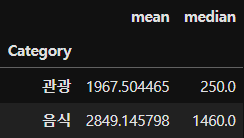 mean median
Category
관광 1967.504465 250.0
음식 2849.145798 1460.0